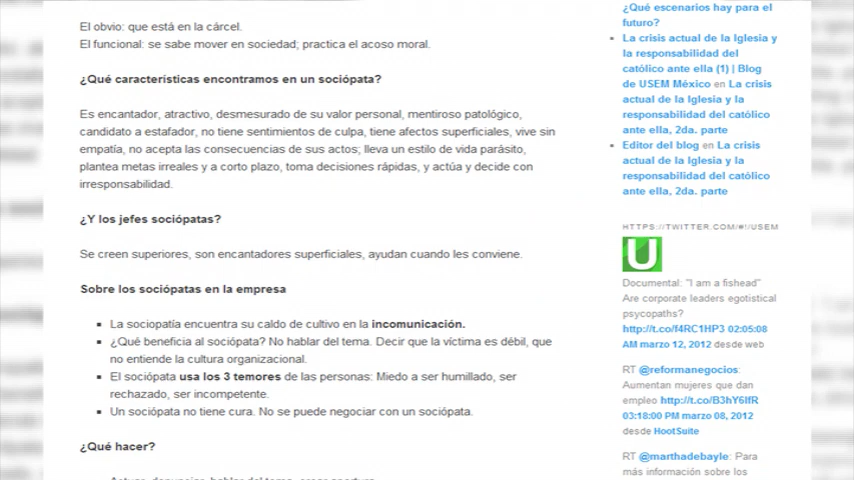 El obvio: que está en la cárcel.
El funcional: se sabe mover en sociedad; practica el acoso moral.
¿Qué características encontramos en un sociópata?
Es encantador, atractivo, desmesurado de su valor personal, mentiroso patológico,
candidato a estafador, no tiene sentimientos de culpa, tiene afectos superficiales, vive sin
empatía, no acepta las consecuencias de sus actos; lleva un estilo de vida parásito,
plantea metas irreales y a corto plazo, toma decisiones rápidas, y actúa y decide con
irresponsabilidad.
¿Y los jefes sociópatas?
Se creen superiores, son encantadores superficiales, ayudan cuando les conviene.
Sobre los sociópatas en la empresa
La sociopatía encuentra su caldo de cultivo en la incomunicación.
¿Qué beneficia al sociópata? No hablar del tema. Decir que la víctima es débil, que
no entiende la cultura organizacional.
El sociópata usa los 3 temores de las personas: Miedo a ser humillado, ser
rechazado, ser incompetente.
Un sociópata no tiene cura. No se puede negociar con un sociópata.
¿Qué hacer?
¿Qué escenarios hay para el
futuro?
La crisis actual de la Iglesia y
la responsabilidad del
católico ante ella (1) | Blog
de USEM México en La crisis
actual de la Iglesia y la
responsabilidad del católico
ante ella, 2da. parte
Editor del blog en La crisis
actual de la Iglesia y la
responsabilidad del católico
ante ella, 2da. parte
HTTPS://TWITTER.COM/#!/USEM
U
Documental: "I am a fishead"
Are corporate leaders egotistical
psycopaths?
http://t.co/f4RC1HP3 02:05:08
AM marzo 12, 2012 desde web
RT @reformanegocios:
Aumentan mujeres que dan
empleo http://t.co/B3hY6IfR
03:18:00 PM marzo 08, 2012
desde HootSuite
RT @marthadebayle: Para
más información sobre los